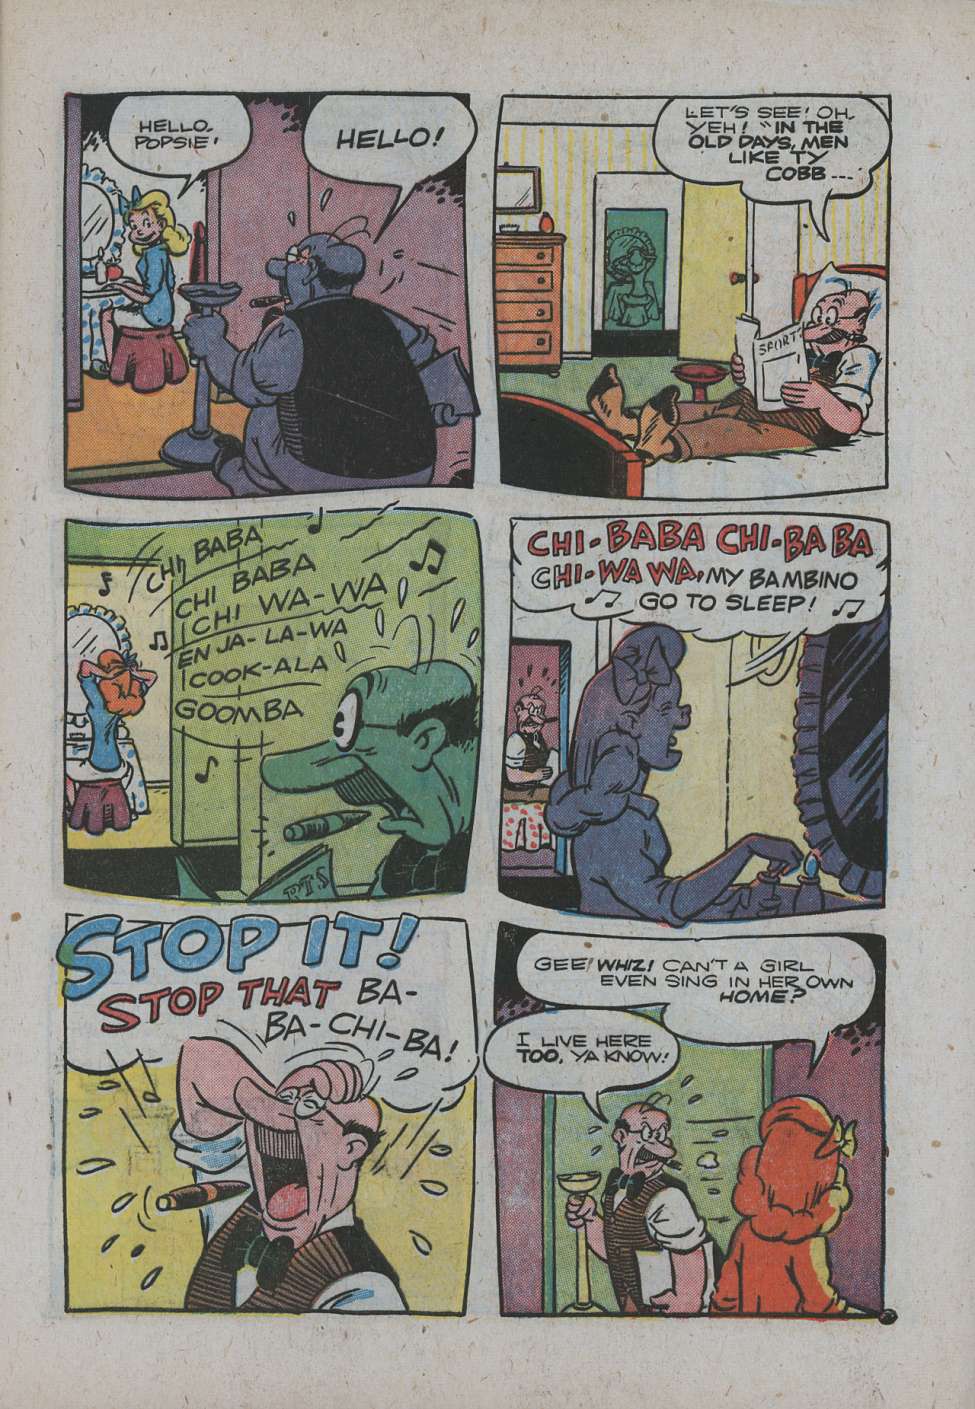 HELLO,
POPSIE!
HELLO!
LET'S SEE! OH,
YEH! "IN THE
OLD DAYS, MEN
LIKE TY
COBB ---
SPORT
CHI BABA
CHI BABA
CHI WA-WA
EN JA-LA-WA
COOK-ALA
GOOMBA
CHI-BABA CHI-BA BA
CHI-WA WA, MY BAMBINO
GO TO SLEEP!
STOP IT!
STOP THAT BA-
BA-CHI-BA!
GEE WHIZ! CAN'T A GIRL
EVEN SING IN HER OWN
HOME?
I LIVE HERE
TOO, YA KNOW!